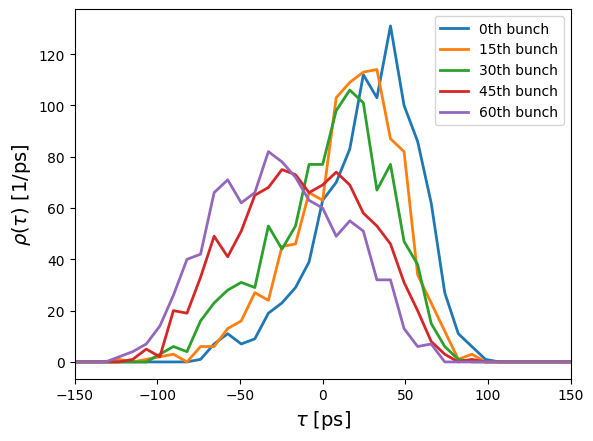 0th bunch
15th bunch
30th bunch
45th bunch
60th bunch
120
100
80
60
40
20
0
ρ(τ) [1/ps]
−150 −100 −50 0 50 100 150
τ [ps]